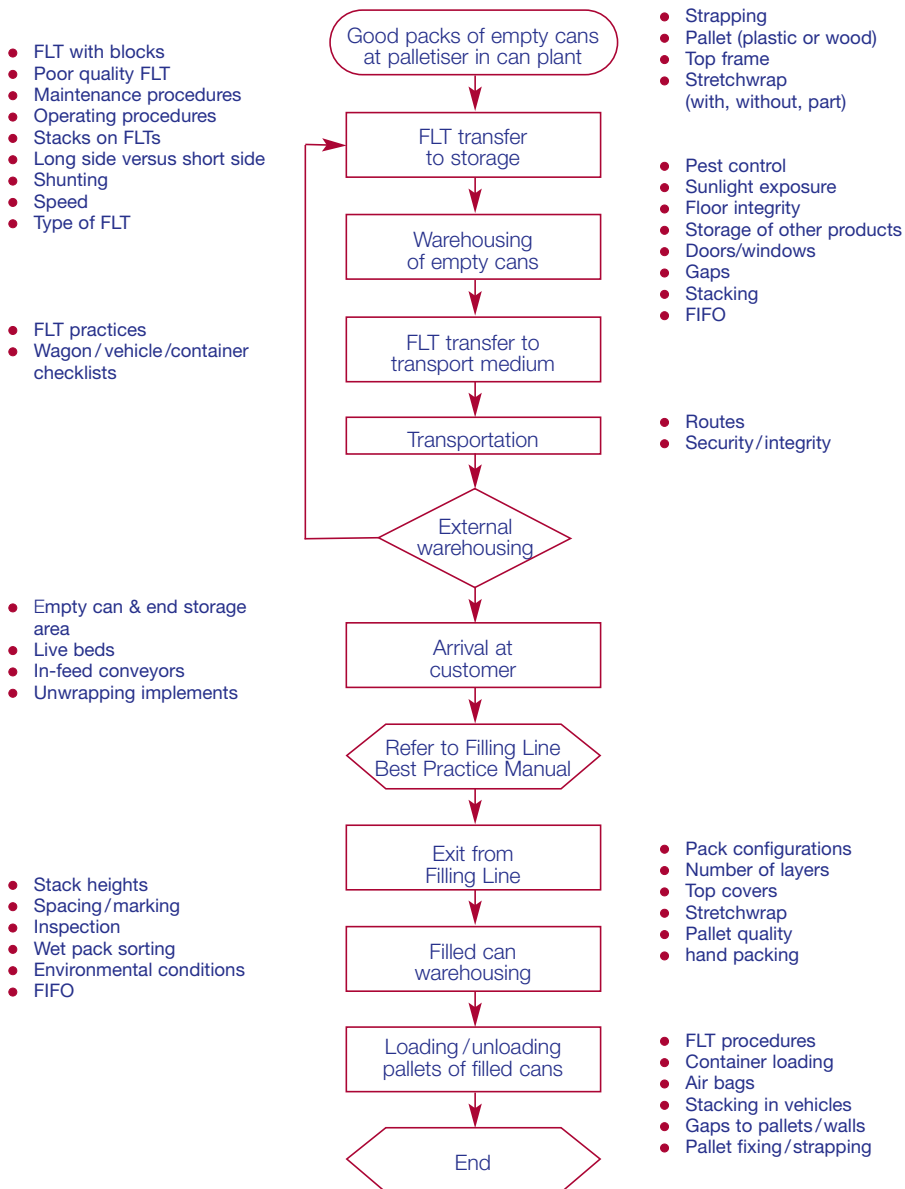 Good packs of empty cans
at palletiser in can plant
• Strapping
• Pallet (plastic or wood)
• Top frame
• Stretchwrap
(with, without, part)
• FLT with blocks
• Poor quality FLT
• Maintenance procedures
• Operating procedures
• Stacks on FLTs
• Long side versus short side
• Shunting
• Speed
• Type of FLT
FLT transfer
to storage
• Pest control
• Sunlight exposure
• Floor integrity
• Storage of other products
• Doors/windows
• Gaps
• Stacking
• FIFO
Warehousing
of empty cans
• FLT practices
• Wagon/vehicle/container
checklists
FLT transfer to
transport medium
Transportation
• Routes
• Security/integrity
External
warehousing
• Empty can & end storage
area
• Live beds
• In-feed conveyors
• Unwrapping implements
Arrival at
customer
Refer to Filling Line
Best Practice Manual
Exit from
Filling Line
• Pack configurations
• Number of layers
• Top covers
• Stretchwrap
• Pallet quality
• hand packing
• Stack heights
• Spacing/marking
• Inspection
• Wet pack sorting
• Environmental conditions
• FIFO
Filled can
warehousing
Loading/unloading
pallets of filled cans
• FLT procedures
• Container loading
• Air bags
• Stacking in vehicles
• Gaps to pallets/walls
• Pallet fixing/strapping
End